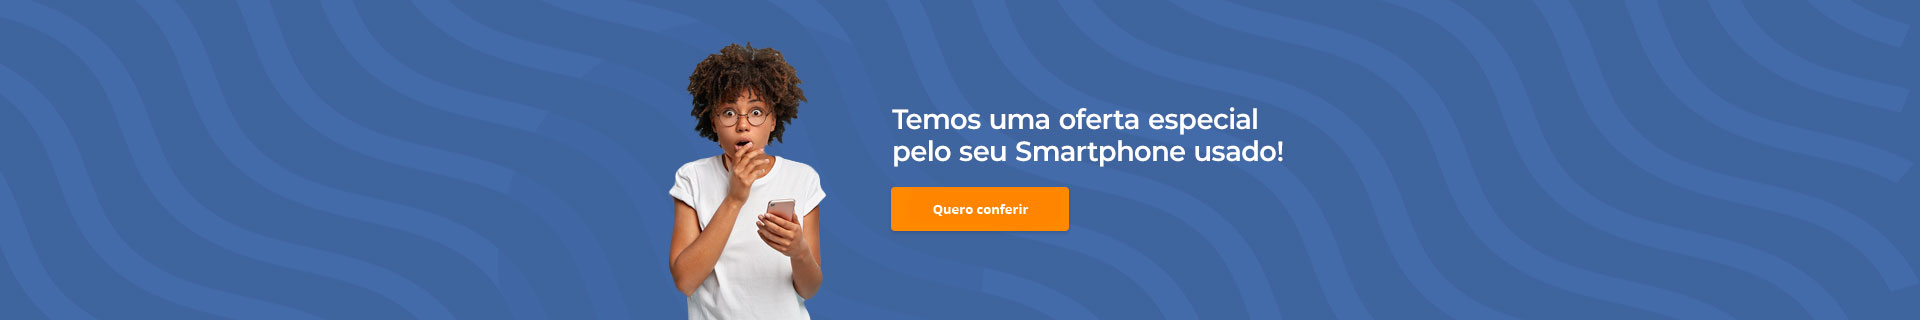 Temos uma oferta especial
pelo seu Smartphone usado!
Quero conferir